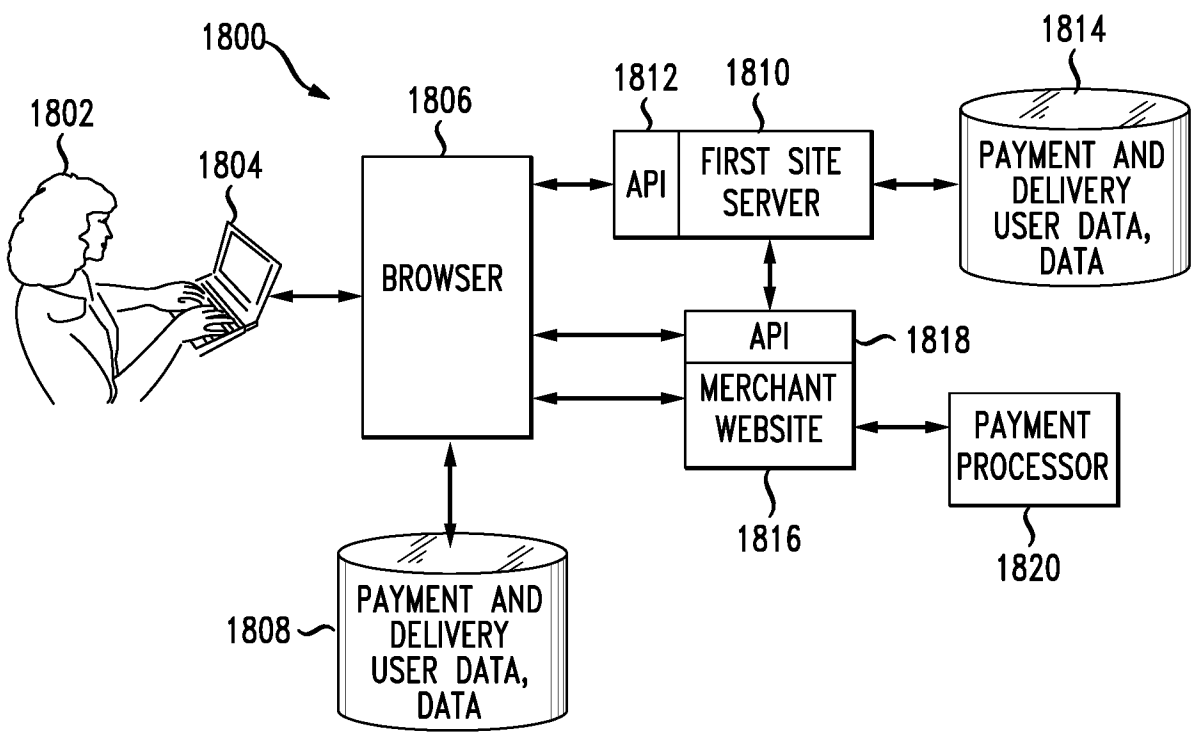 1800
1802
1804
1806
BROWSER
1812
1810
API
FIRST SITE
SERVER
1814
PAYMENT AND
DELIVERY
USER DATA,
DATA
API
1818
MERCHANT
WEBSITE
1816
PAYMENT
PROCESSOR
1820
1808
PAYMENT AND
DELIVERY
USER DATA,
DATA